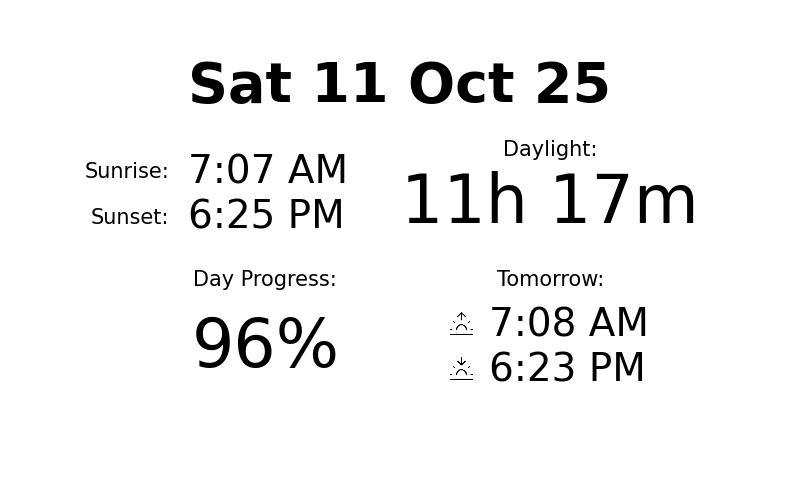 Sat 11 Oct 25
Sunrise: 7:07 AM
Sunset: 6:25 PM
Daylight:
11h 17m
Day Progress:
96%
Tomorrow:
7:08 AM
6:23 PM